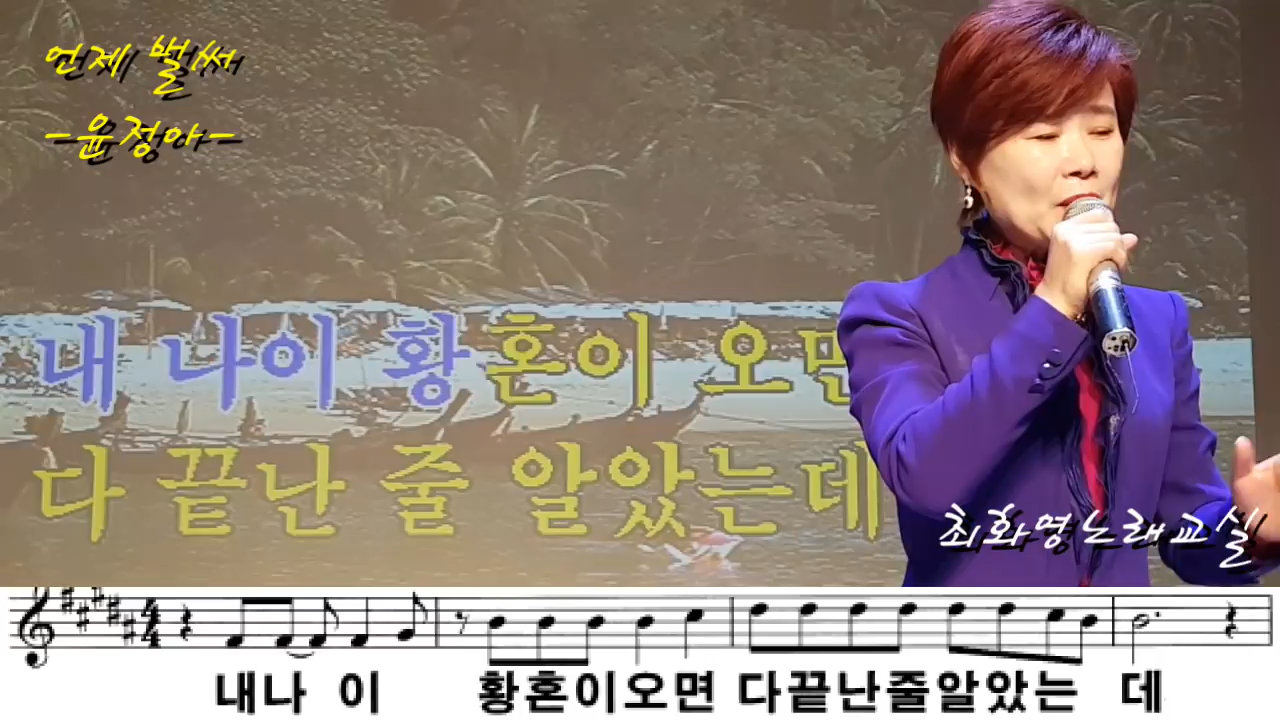 언제 벌써
-윤정아-
내 나이 황혼이 오면
다 끝난 줄 알았는데
최화영노래교실
4/4
내나 이 황혼이오면 다끝난줄알았는 데